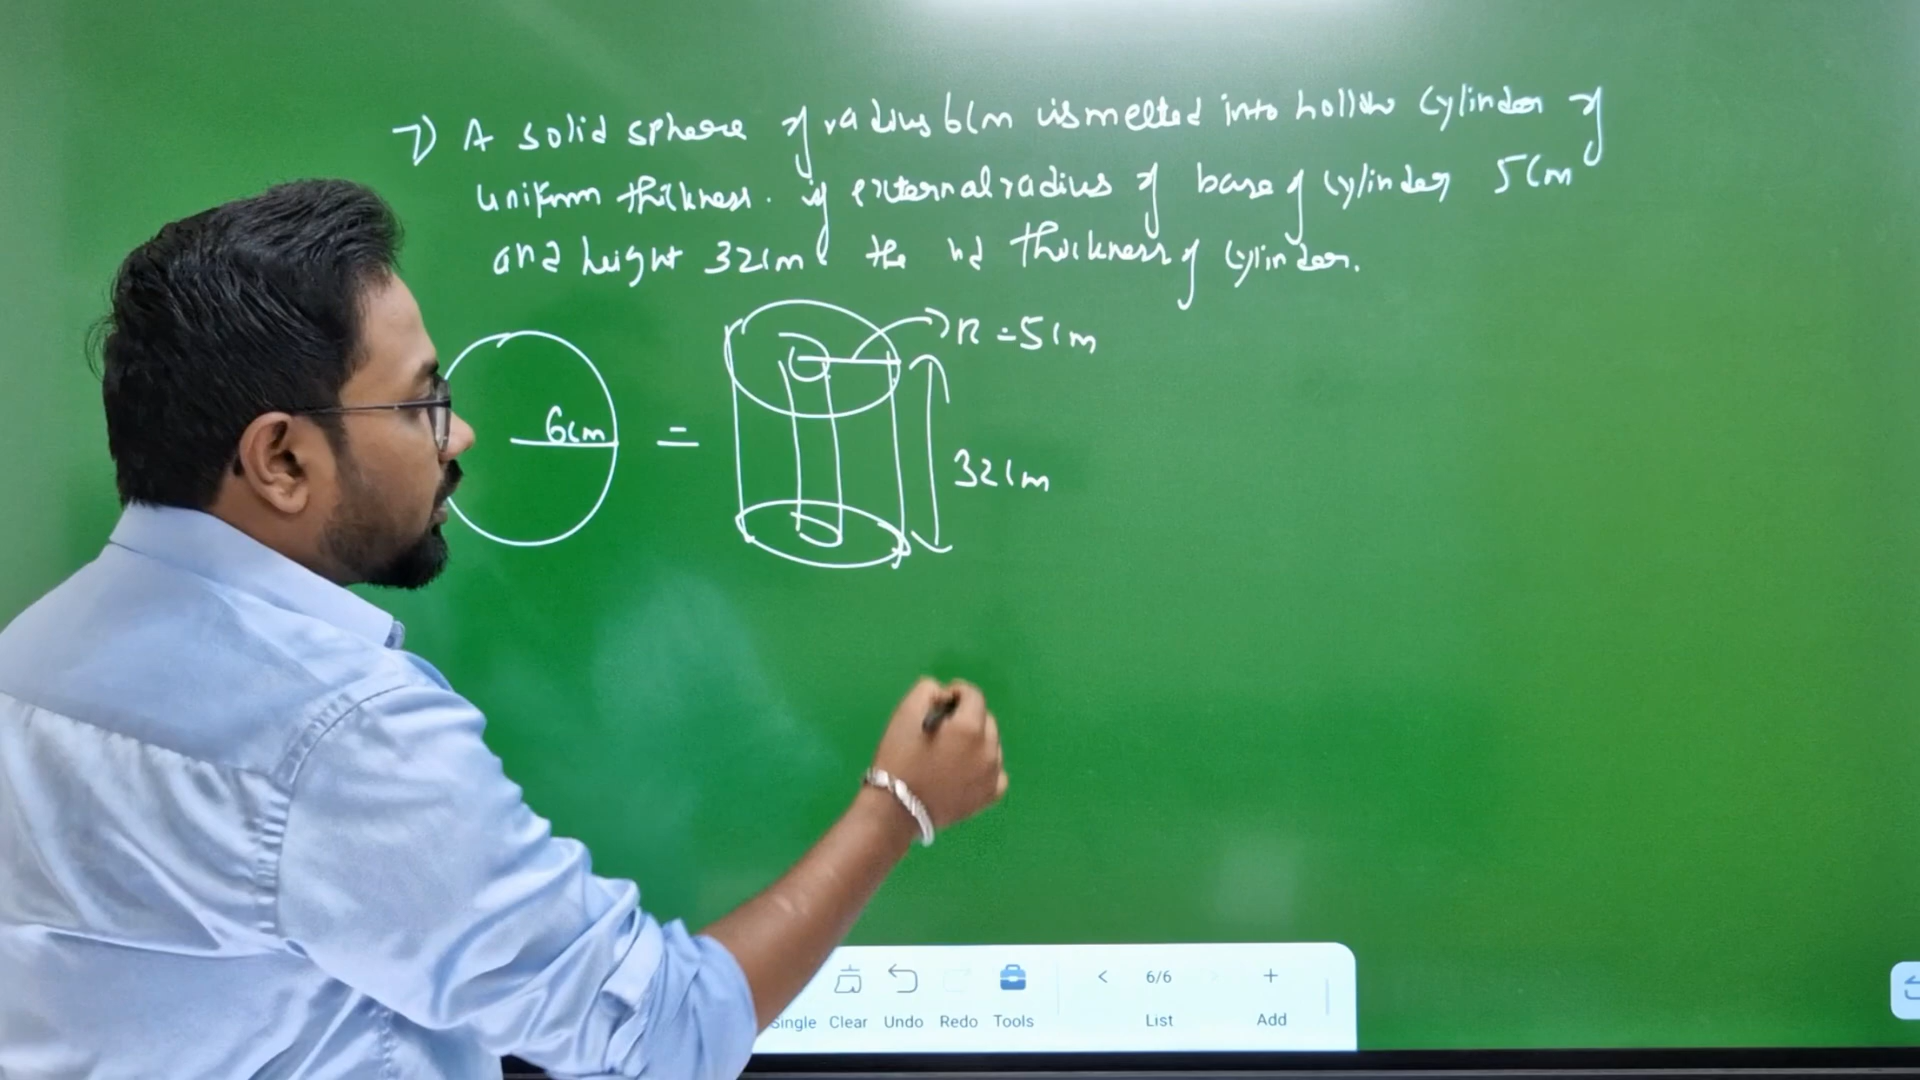 7) A solid sphere of radius 6cm is melted into hollow cylinder of
uniform thickness. if external radius of base of cylinder 5cm
and height 32cm the nd thickness of cylinder.
6cm
=
R = 5cm
32cm
Single Clear Undo Redo Tools < 6/6 List + Add